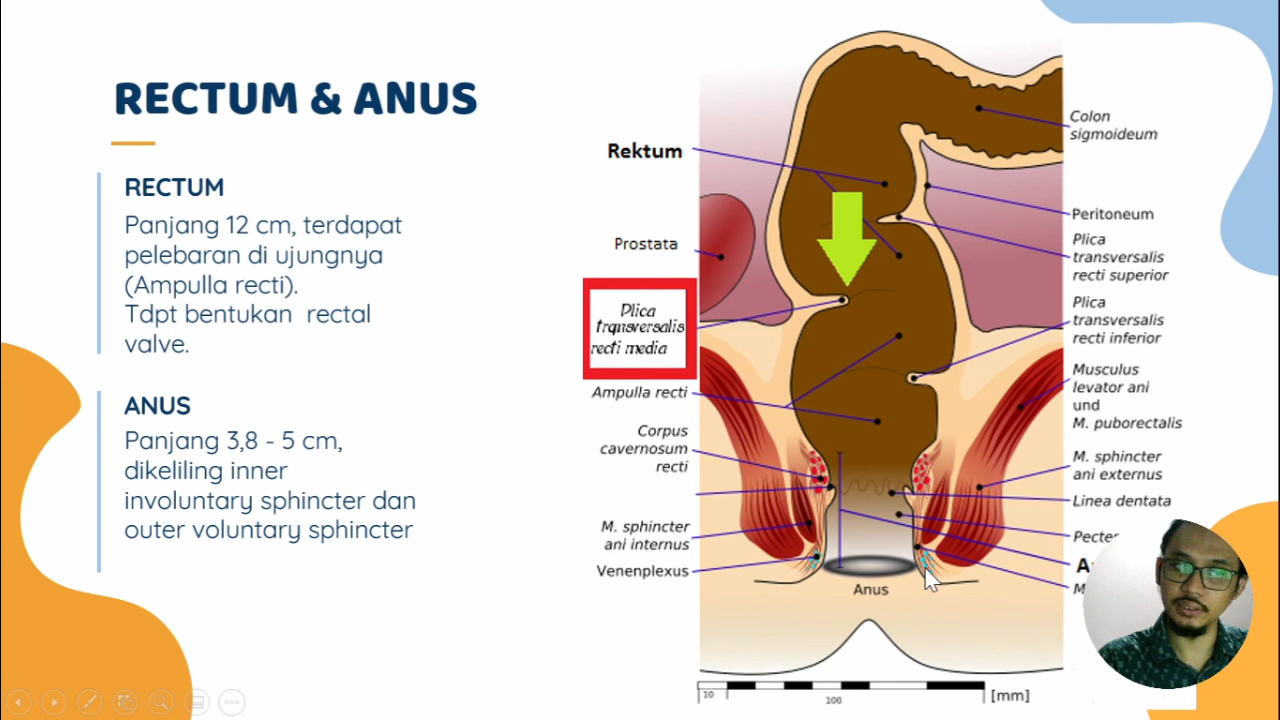 RECTUM & ANUS
RECTUM
Panjang 12 cm, terdapat
pelebaran di ujungnya
(Ampulla recti).
Tdpt bentukan rectal
valve.
ANUS
Panjang 3,8 - 5 cm,
dikeliling inner
involuntary sphincter dan
outer voluntary sphincter
Rektum
Prostata
Plica
transversalis
recti media
Ampulla recti
Corpus
cavernosum
recti
M. sphincter
ani internus
Venenplexus
Colon
sigmoideum
Peritoneum
Plica
transversalis
recti superior
Plica
transversalis
recti inferior
Musculus
levator ani
und
M. puborectalis
M. sphincter
ani externus
Linea dentata
Anus
10
100
[mm]